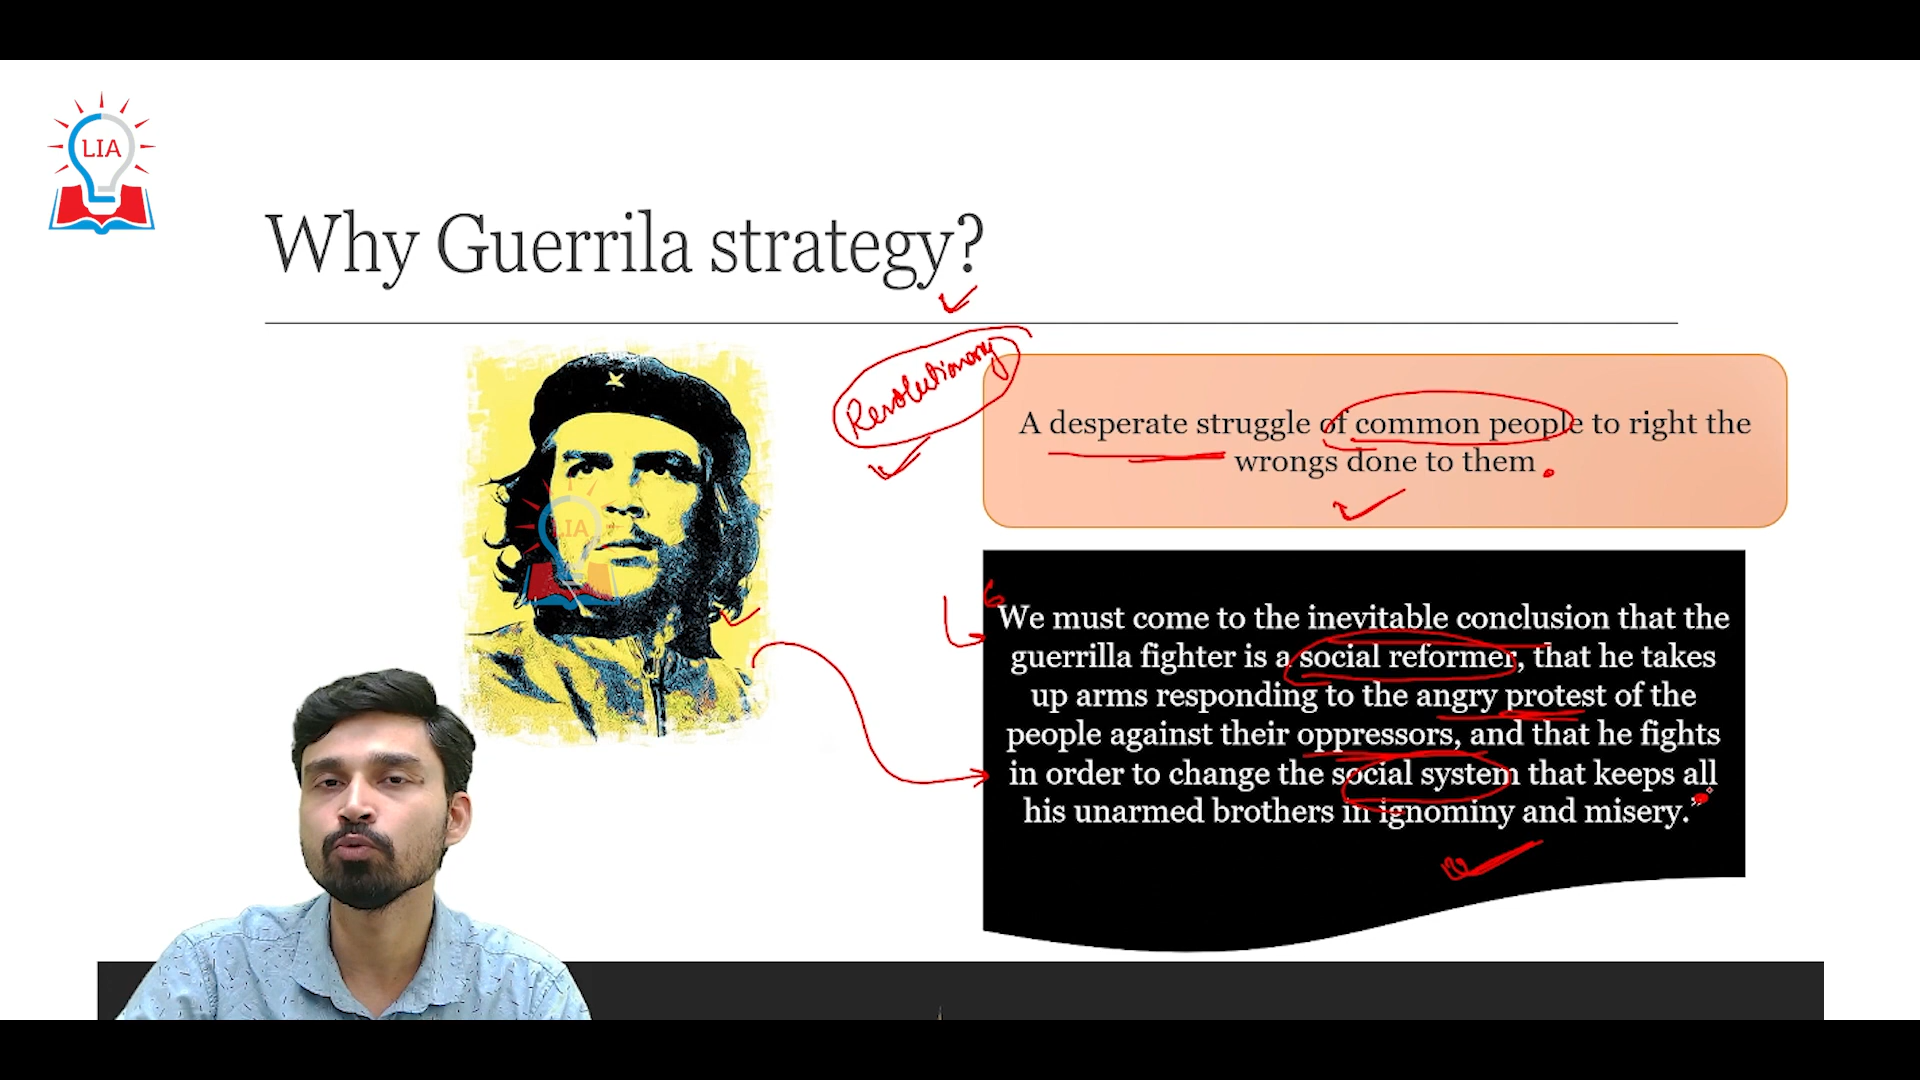 LIA
Why Guerrila strategy?
Revolutionary
A desperate struggle of common people to right the
wrongs done to them
LIA
We must come to the inevitable conclusion that the
guerrilla fighter is a social reformer, that he takes
up arms responding to the angry protest of the
people against their oppressors, and that he fights
in order to change the social system that keeps all
his unarmed brothers in ignominy and misery.”